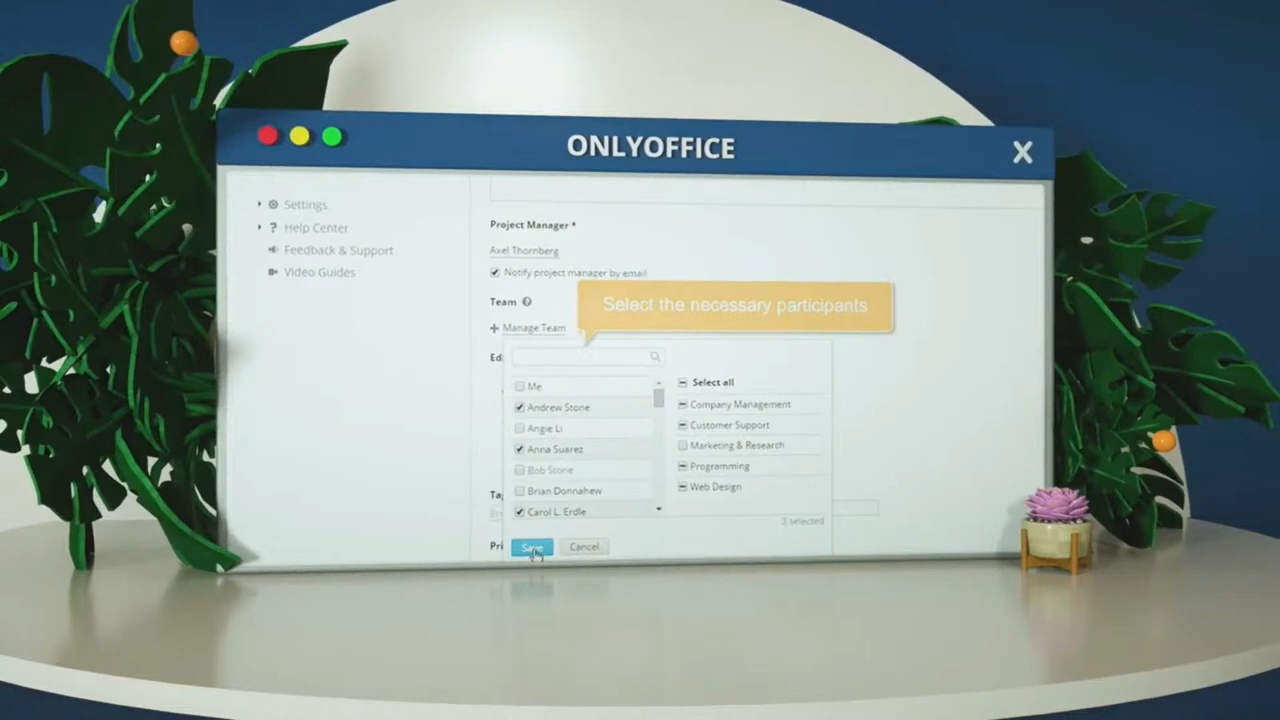 ONLYOFFICE
X
Settings
Help Center
Feedback & Support
Video Guides
Project Manager *
Axel Thornberg
Notify project manager by email
Team ?
Manage Team
Select the necessary participants
Me
Andrew Stone
Angie Li
Anna Suarez
Bob Stone
Brian Donnahew
Carol L. Erdle
Select all
Company Management
Customer Support
Marketing & Research
Programming
Web Design
3 selected
Save
Cancel